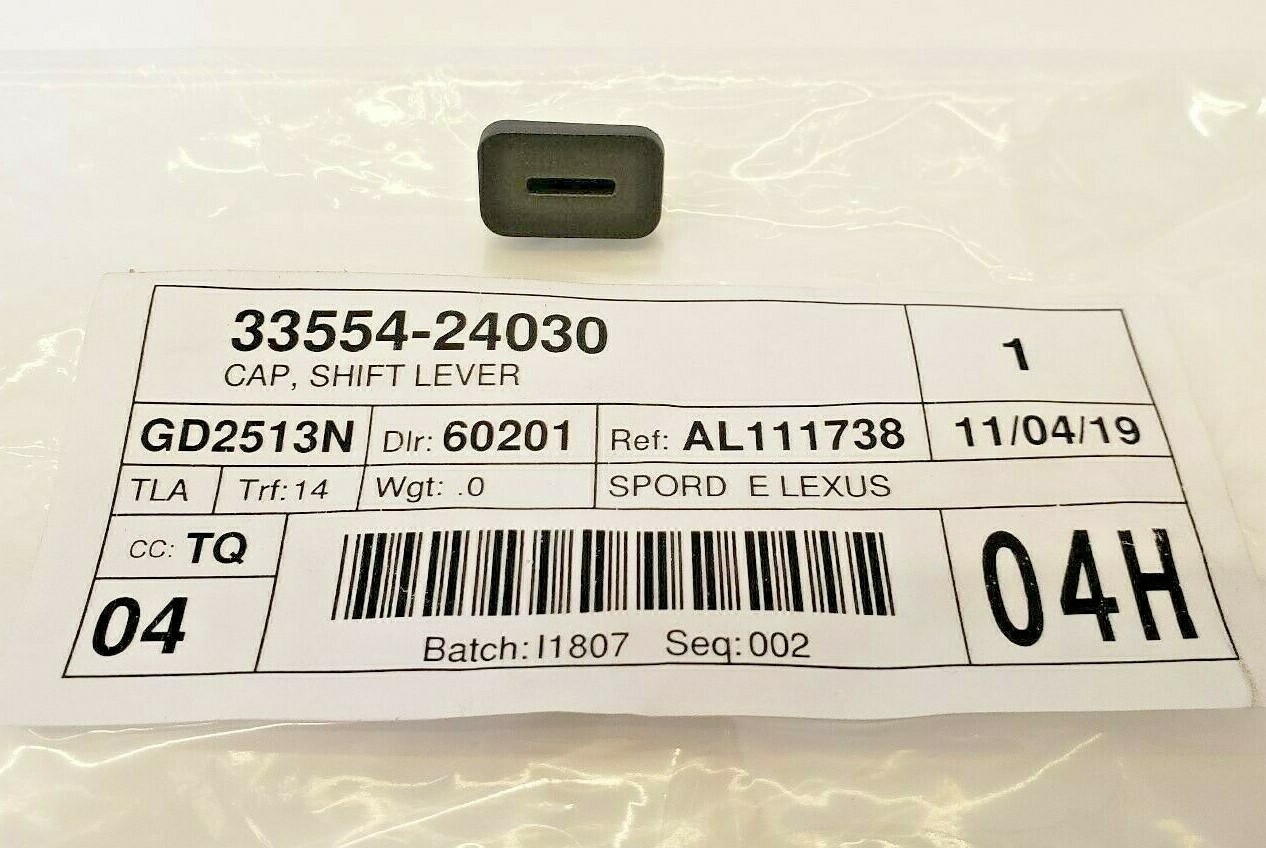 33554-24030
CAP, SHIFT LEVER
1
GD2513N
Dlr: 60201
Ref: AL111738
11/04/19
TLA
Trf: 14
Wgt: .0
SPORD E LEXUS
CC: TQ
04
Batch: I1807 Seq: 002
04H